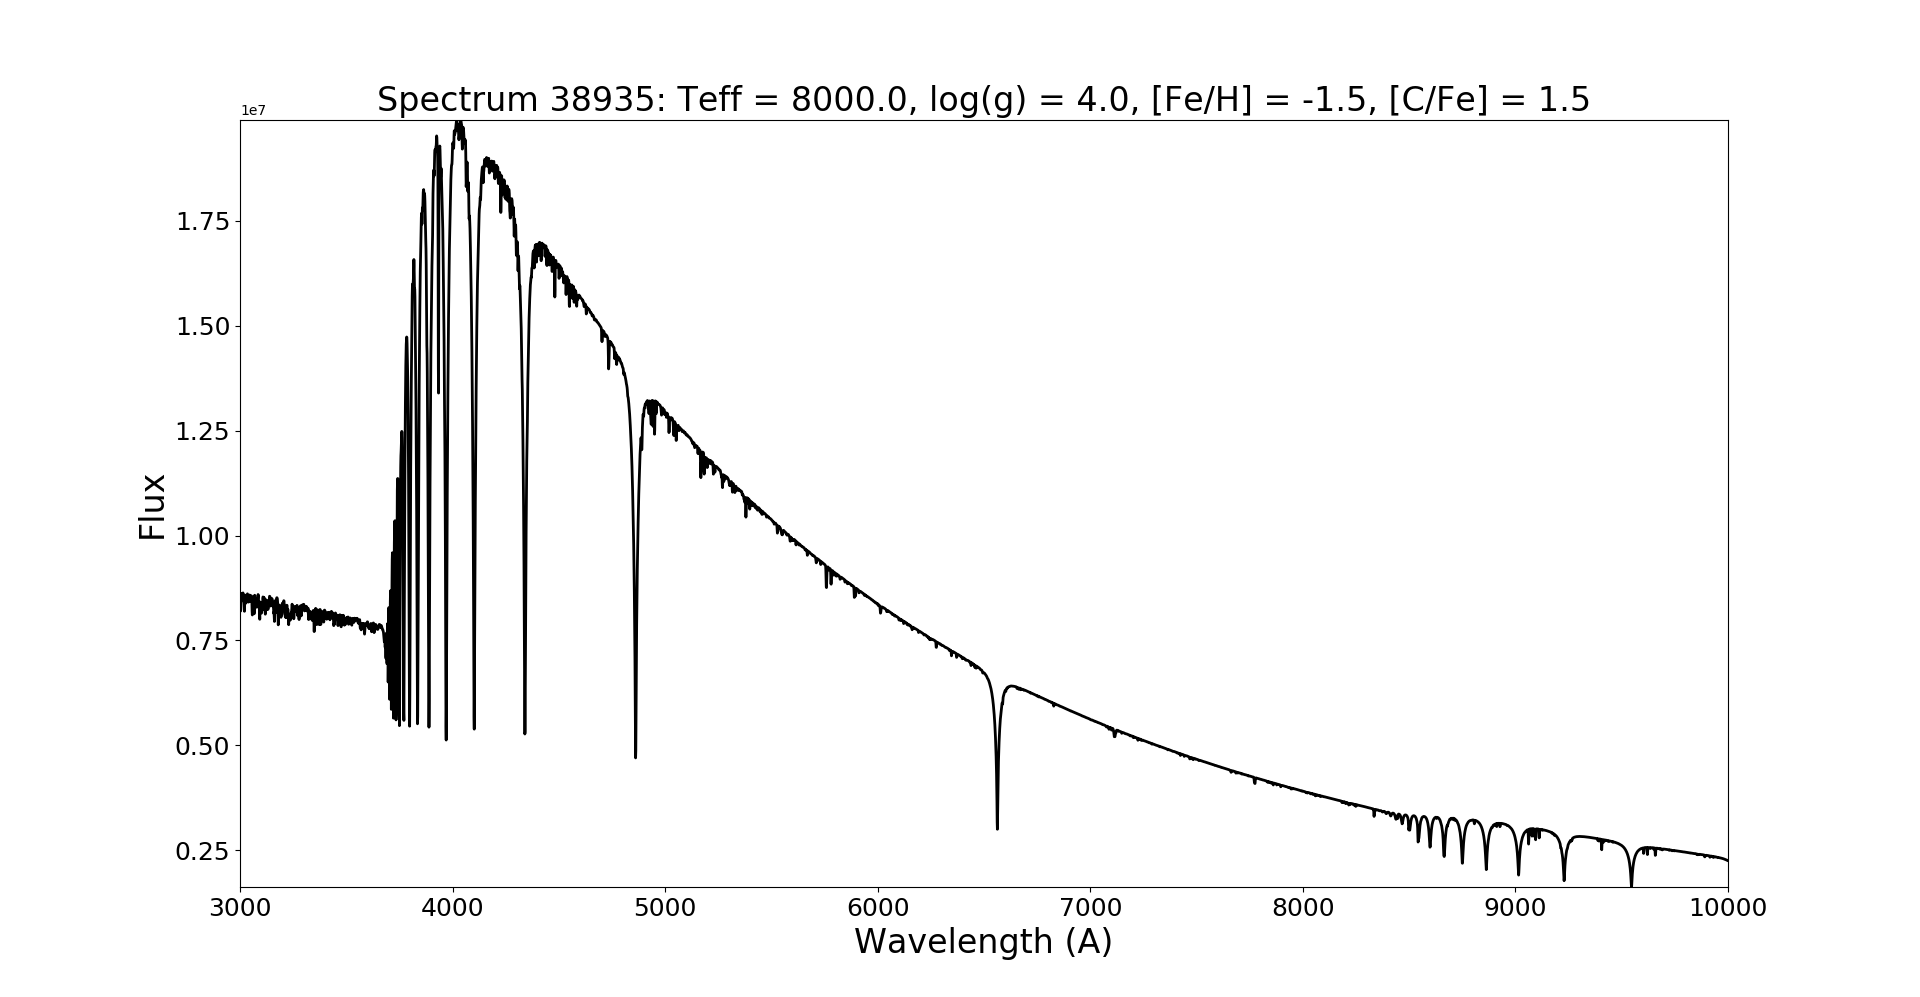 Spectrum 38935: Teff = 8000.0, log(g) = 4.0, [Fe/H] = -1.5, [C/Fe] = 1.5
1e7
1.75
1.50
1.25
1.00
0.75
0.50
0.25
Flux
3000 4000 5000 6000 7000 8000 9000 10000
Wavelength (A)